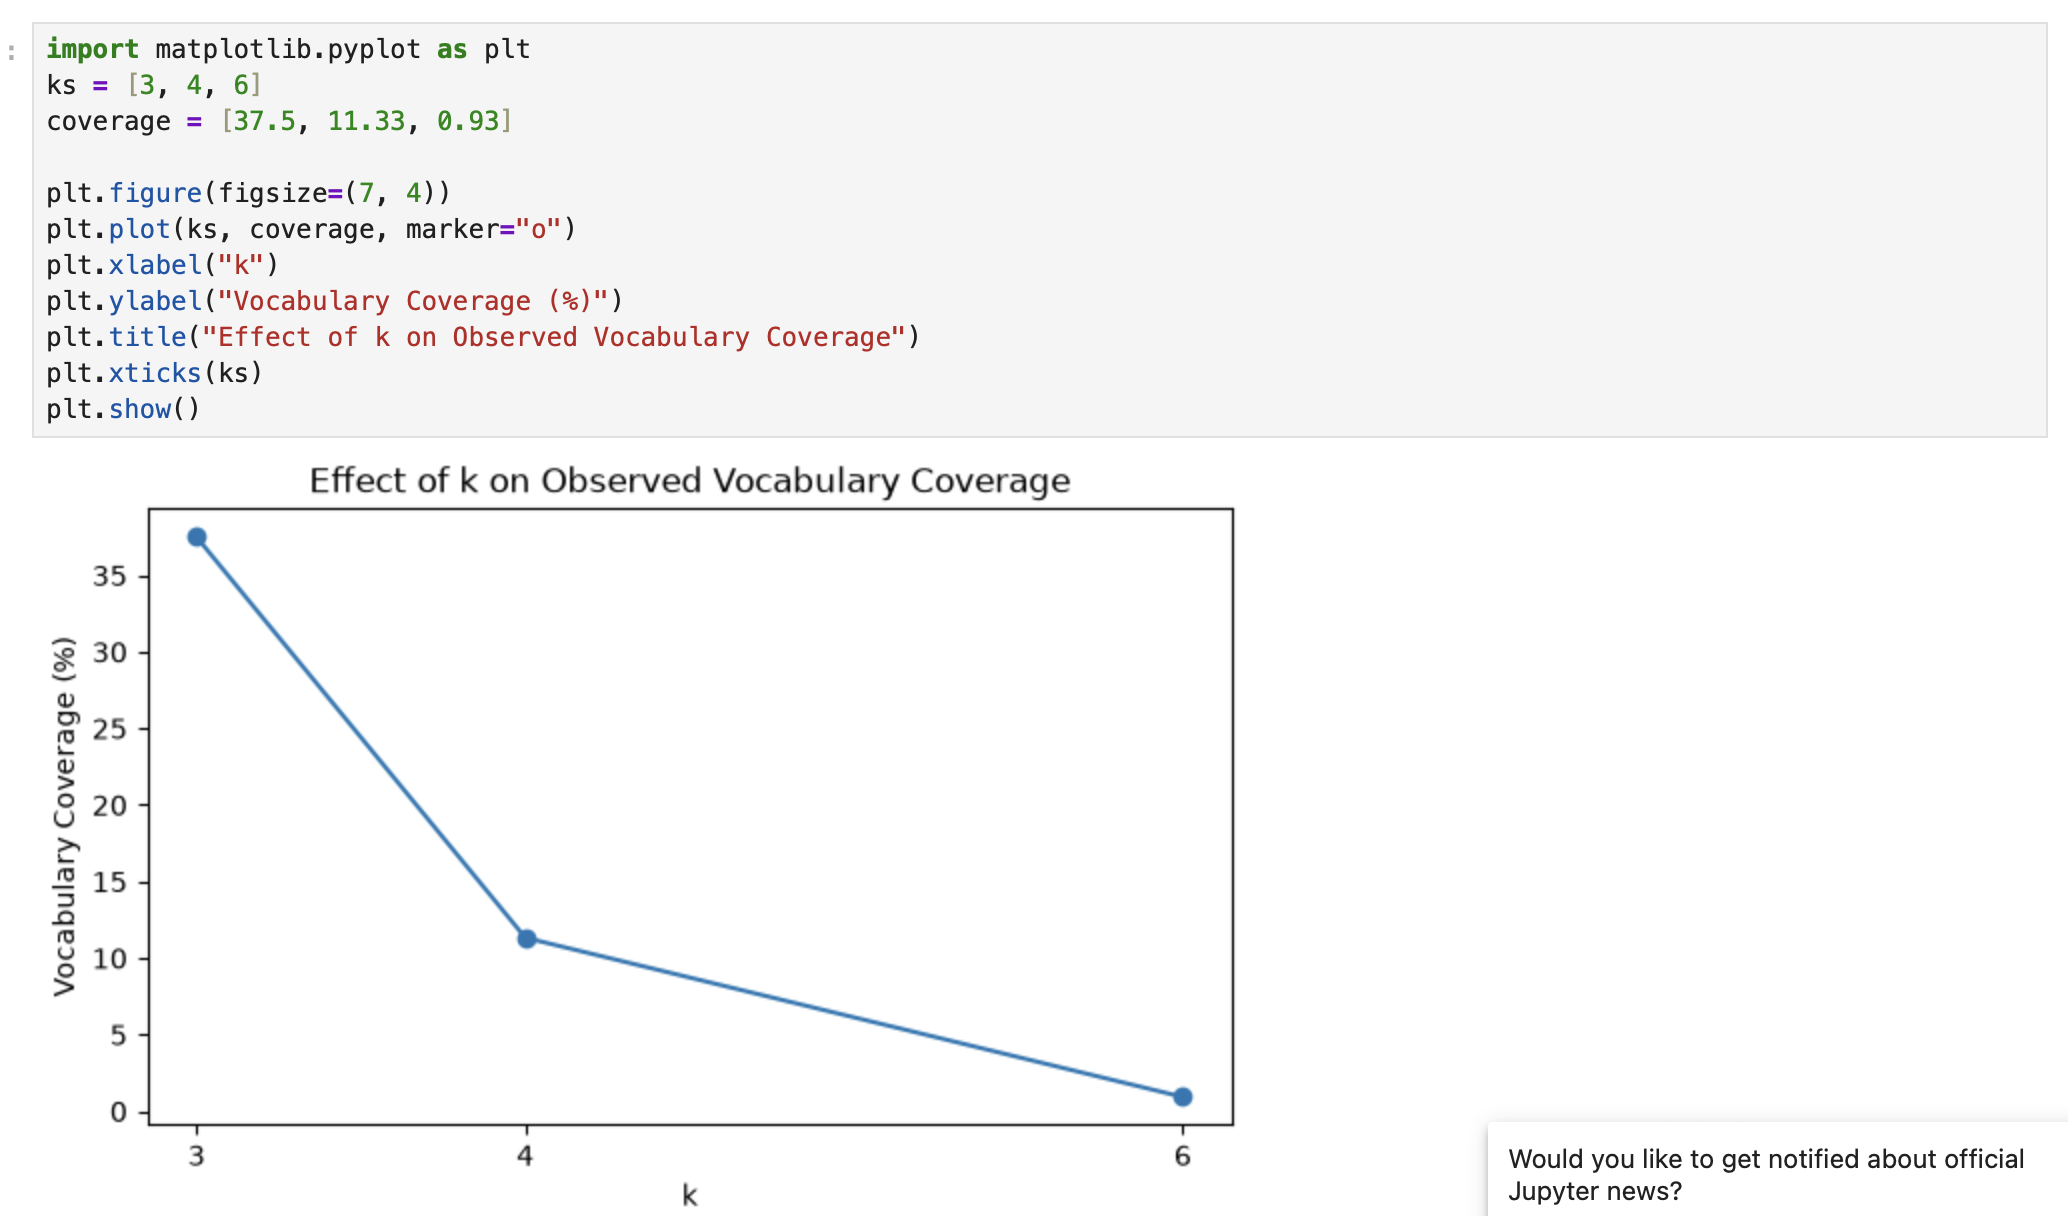 :
import matplotlib.pyplot as plt
ks = [3, 4, 6]
coverage = [37.5, 11.33, 0.93]
plt.figure(figsize=(7, 4))
plt.plot(ks, coverage, marker="o")
plt.xlabel("k")
plt.ylabel("Vocabulary Coverage (%)")
plt.title("Effect of k on Observed Vocabulary Coverage")
plt.xticks(ks)
plt.show()
Effect of k on Observed Vocabulary Coverage
Vocabulary Coverage (%)
35
30
25
20
15
10
5
0
3 4 6
k
Would you like to get notified about official
Jupyter news?